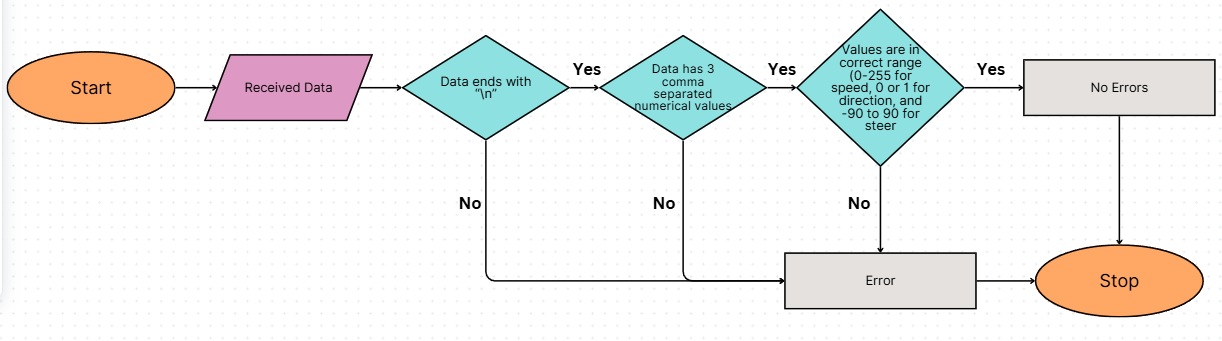 Start
Received Data
Data ends with
"\n"
Yes
Data has 3
comma
separated
numerical values
Yes
Values are in
correct range
(0-255 for
speed, 0 or 1 for
direction, and
-90 to 90 for
steer
Yes
No Errors
No
No
No
Error
Stop